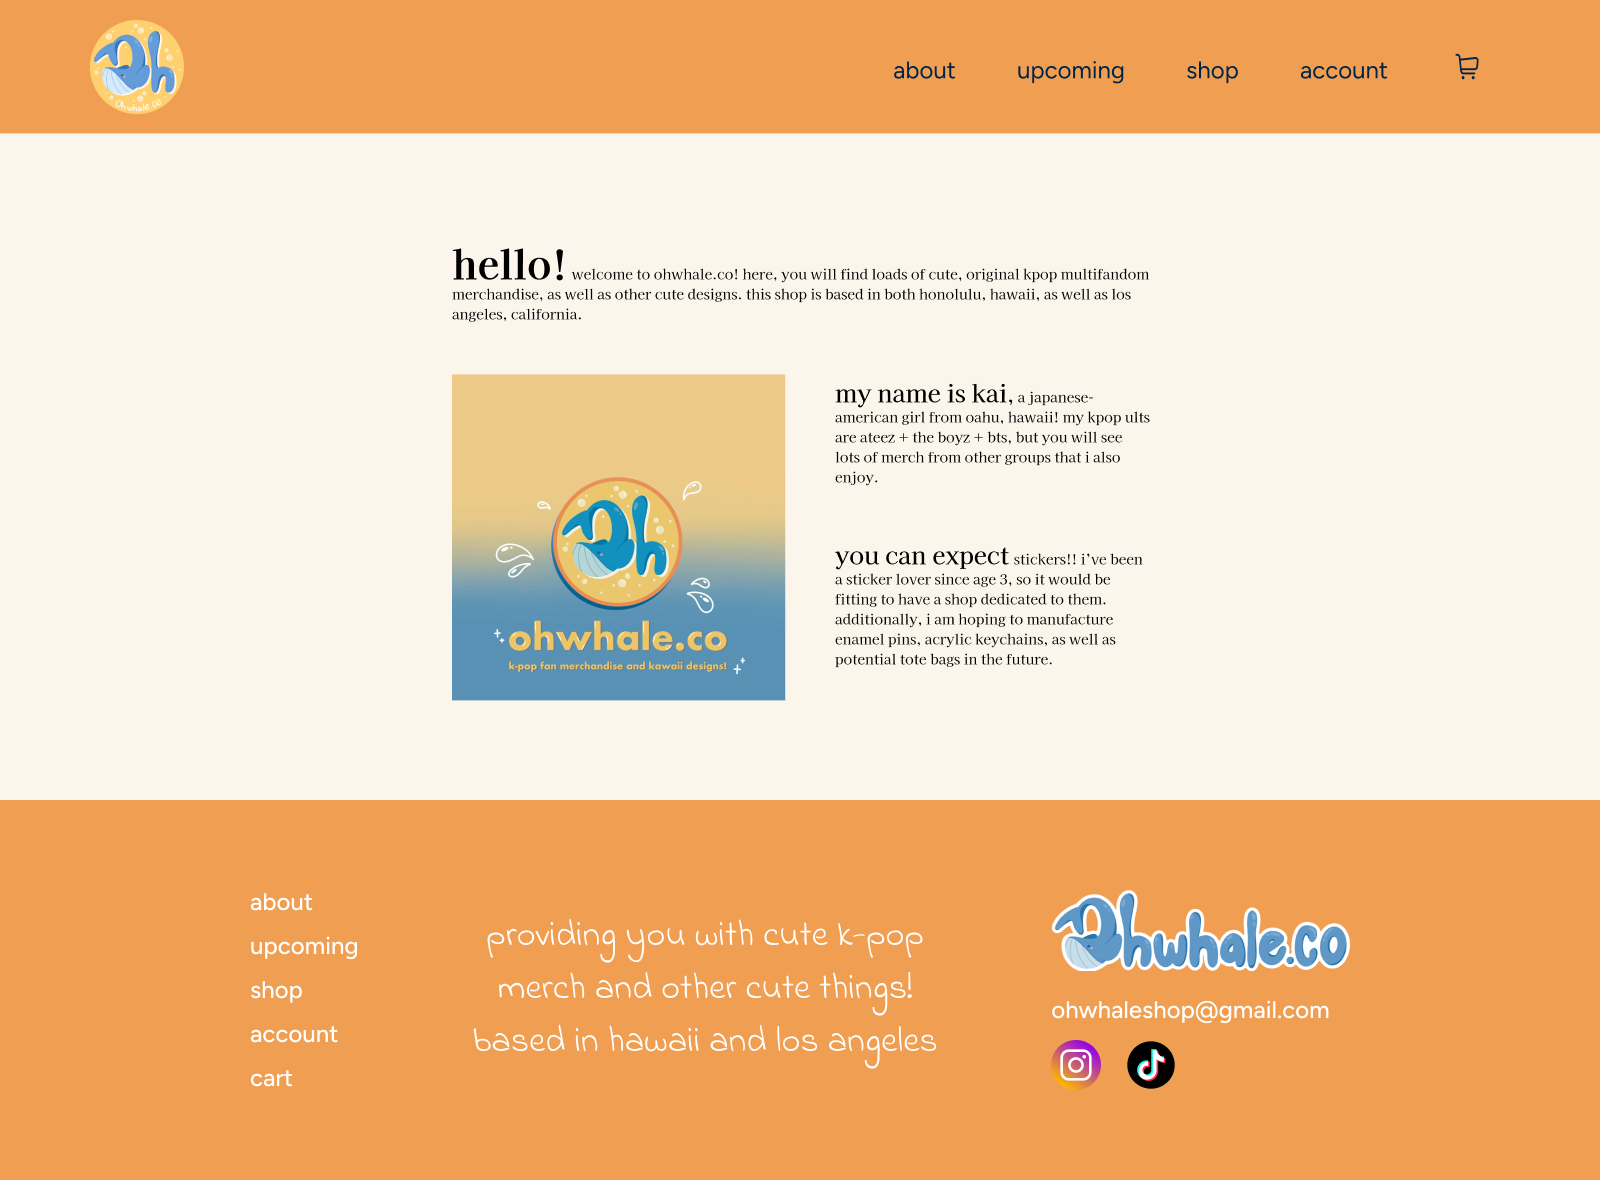 Oh
Oh whale co
about
upcoming
shop
account
hello! welcome to ohwhale.co! here, you will find loads of cute, original kpop multifandom
merchandise, as well as other cute designs. this shop is based in both honolulu, hawaii, as well as los
angeles, california.
Oh
ohwhale.co
k-pop fan merchandise and kawaii designs!
my name is kai, a japanese-
american girl from oahu, hawaii! my kpop ults
are ateez + the boyz + bts, but you will see
lots of merch from other groups that i also
enjoy.
you can expect stickers!! i’ve been
a sticker lover since age 3, so it would be
fitting to have a shop dedicated to them.
additionally, i am hoping to manufacture
enamel pins, acrylic keychains, as well as
potential tote bags in the future.
about
upcoming
shop
account
cart
providing you with cute k-pop
merch and other cute things!
based in hawaii and los angeles
Ohwhale.co
ohwhaleshop@gmail.com